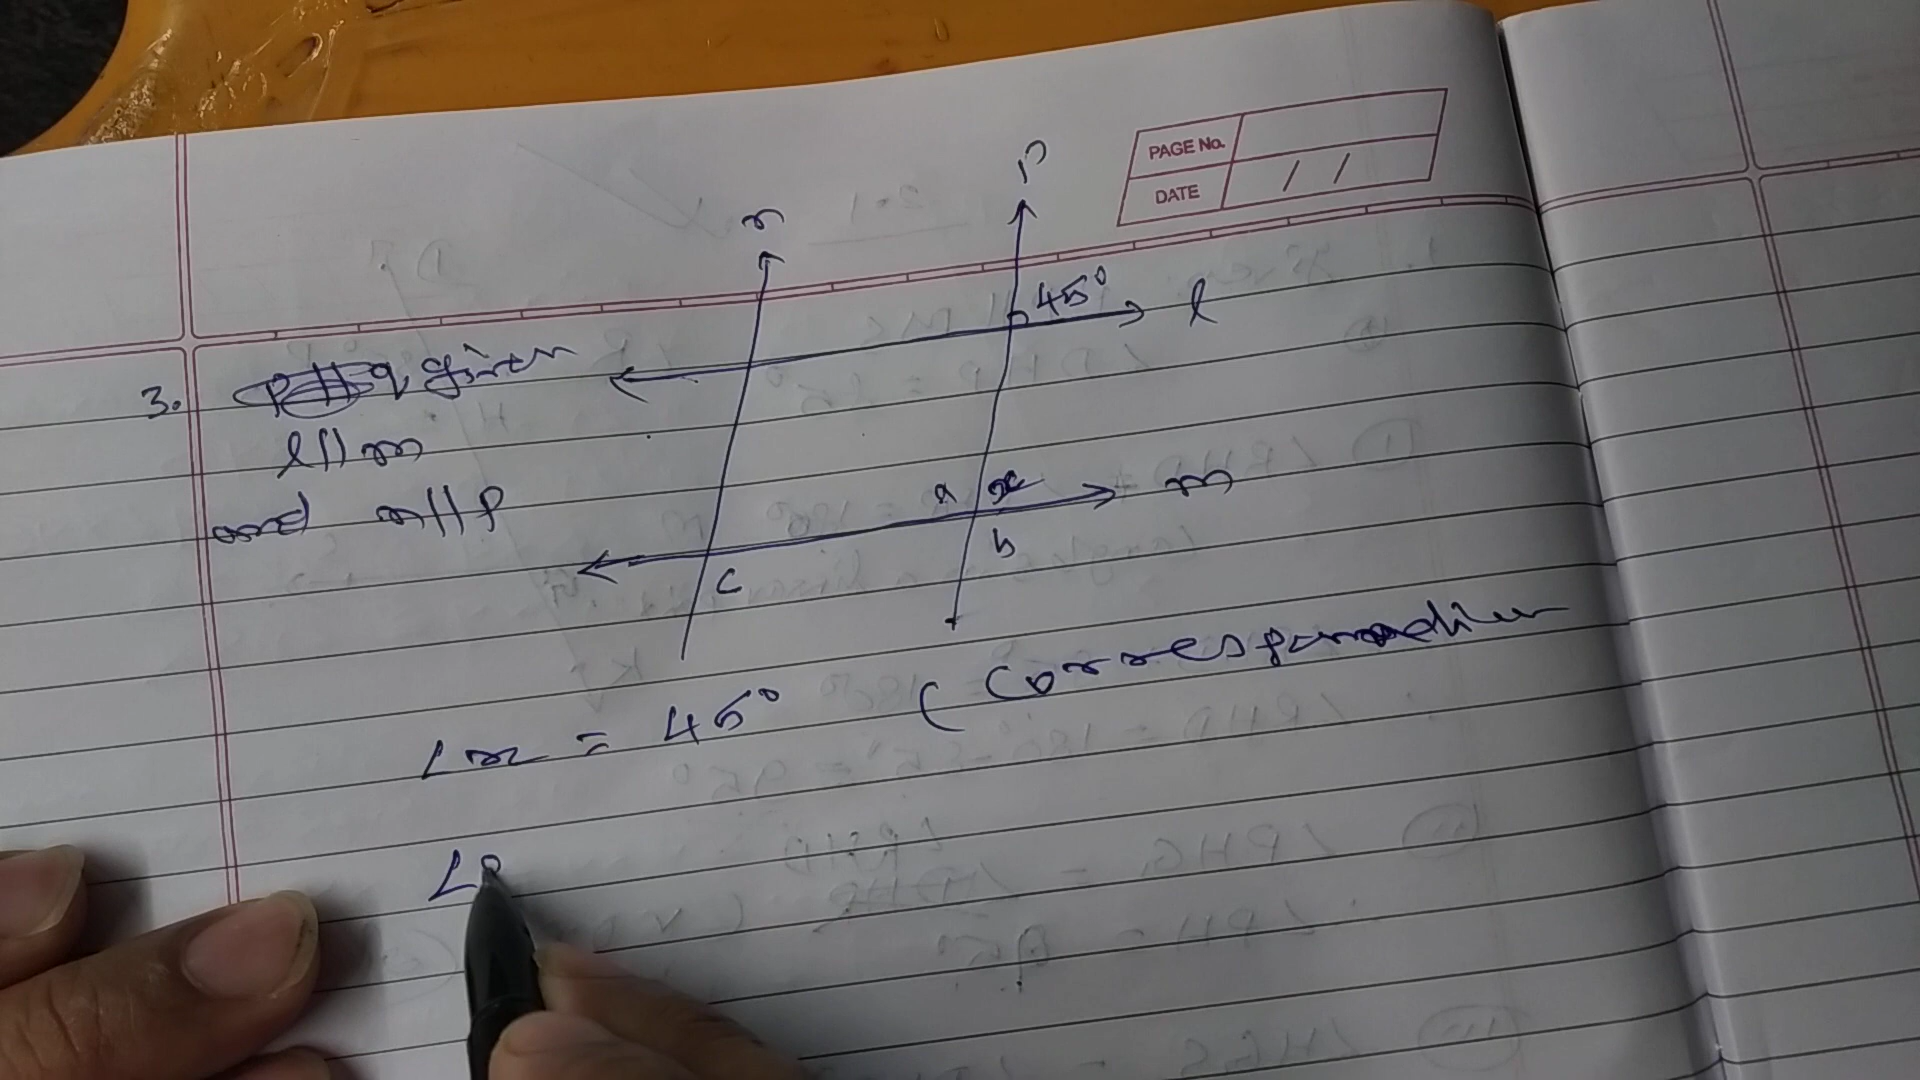 PAGE No.
DATE / /
n
p
45°
l
3. given
l||m
and n||p
a x
m
b
c
∠x = 45° (Corresponding
∠a